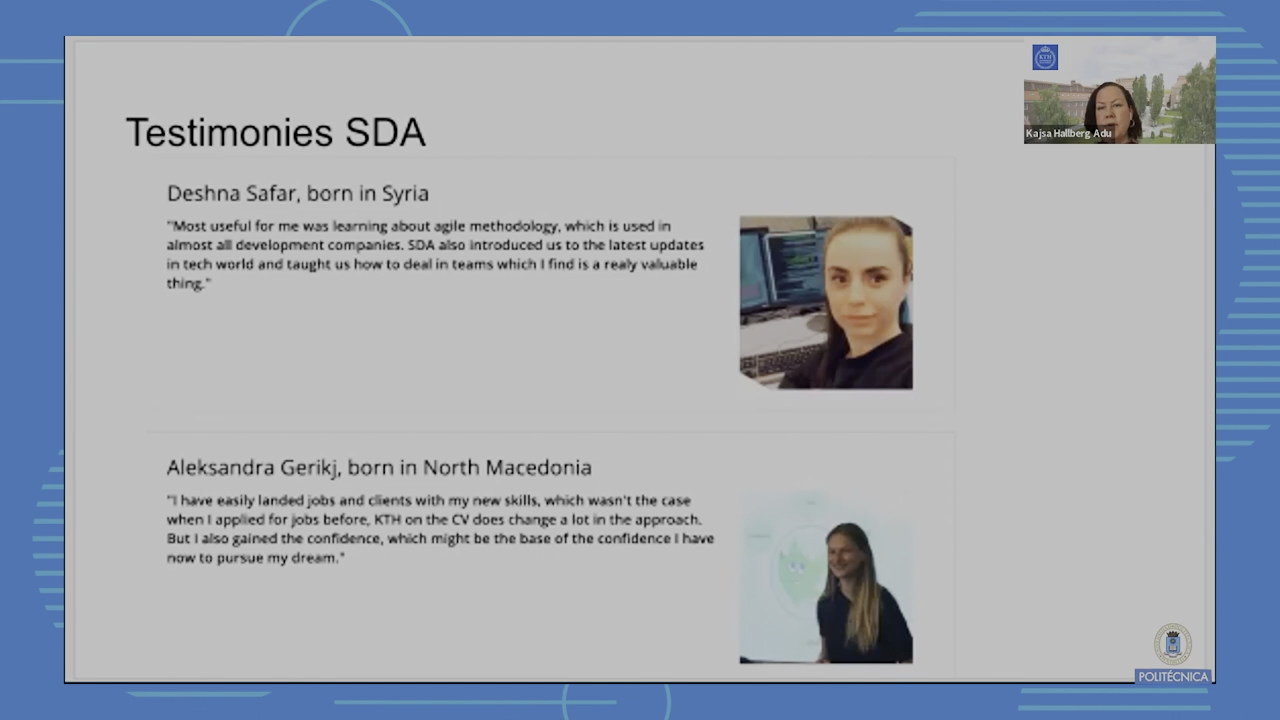 Testimonies SDA
Deshna Safar, born in Syria
"Most useful for me was learning about agile methodology, which is used in
almost all development companies. SDA also introduced us to the latest updates
in tech world and taught us how to deal in teams which I find is a realy valuable
thing."
Aleksandra Gerikj, born in North Macedonia
"I have easily landed jobs and clients with my new skills, which wasn't the case
when I applied for jobs before, KTH on the CV does change a lot in the approach.
But I also gained the confidence, which might be the base of the confidence I have
now to pursue my dream."
KTH
Kajsa Hallberg Adu
POLITÉCNICA